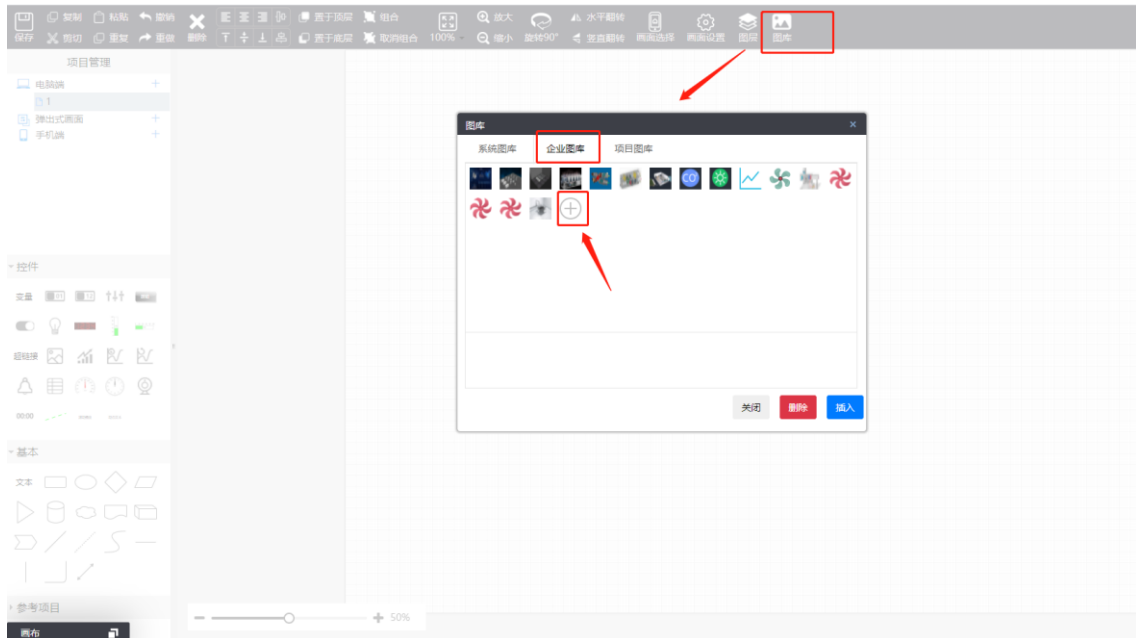 复制 粘贴 撤销 置于顶层 组合 放大 水平翻转
保存 剪切 重复 重做 删除 置于底层 取消组合 100% 缩小 旋转90° 竖直翻转 画面选择 画面设置 图层 图库
项目管理
电脑端
1
弹出式画面
手机端
图库
系统图库 企业图库 项目图库
CO
关闭 删除 插入
控件
变量
超链接
00:00
基本
文本
参考项目
画布
50%